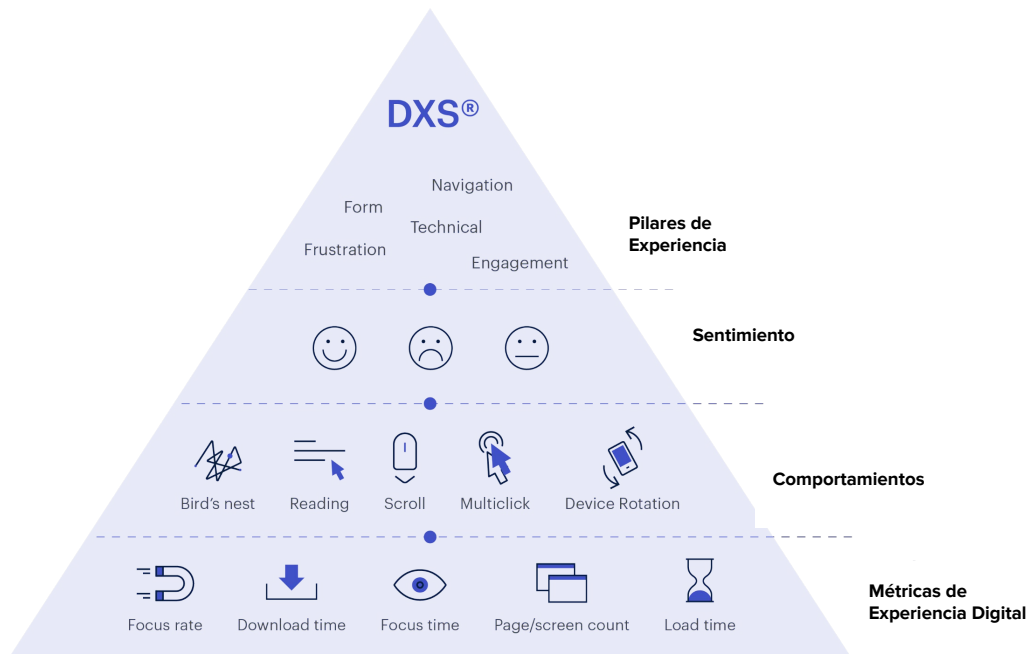 DXS®
Navigation
Form
Technical
Frustration
Engagement
Pilares de
Experiencia
Sentimiento
Bird's nest
Reading
Scroll
Multiclick
Device Rotation
Comportamientos
Focus rate
Download time
Focus time
Page/screen count
Load time
Métricas de
Experiencia Digital